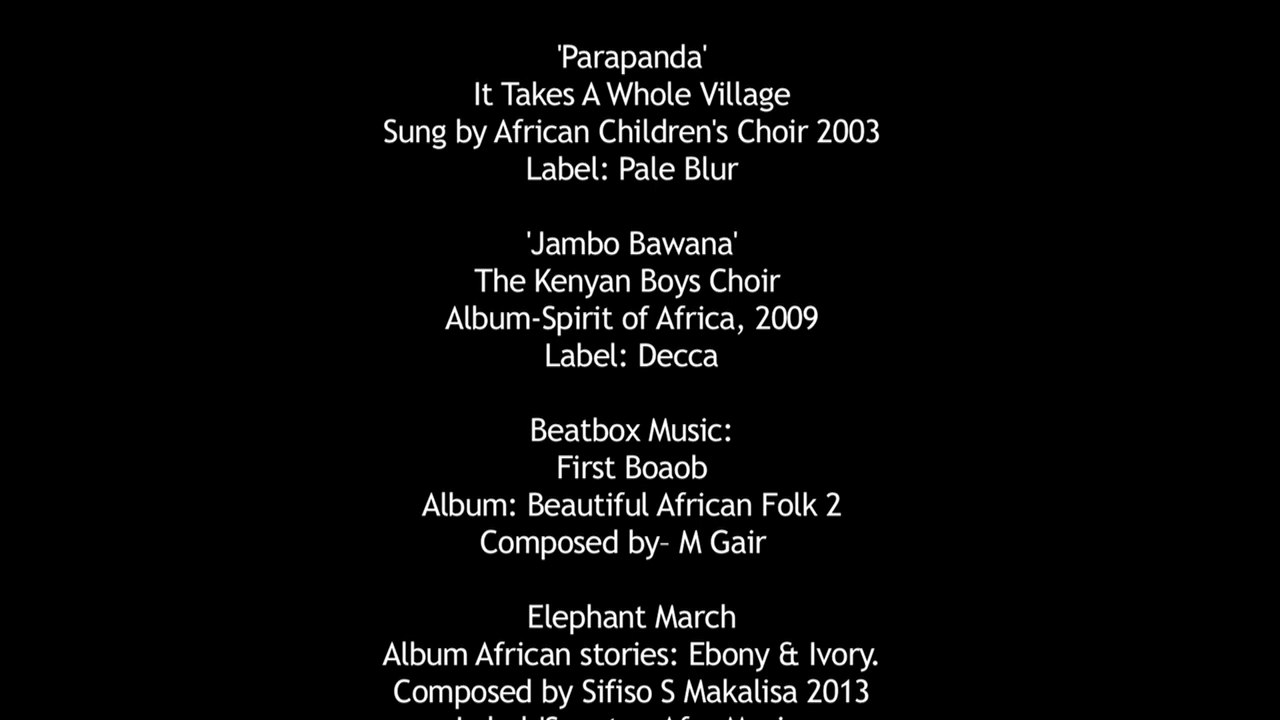 'Parapanda'
It Takes A Whole Village
Sung by African Children's Choir 2003
Label: Pale Blur
'Jambo Bawana'
The Kenyan Boys Choir
Album-Spirit of Africa, 2009
Label: Decca
Beatbox Music:
First Boaob
Album: Beautiful African Folk 2
Composed by– M Gair
Elephant March
Album African stories: Ebony & Ivory.
Composed by Sifiso S Makalisa 2013